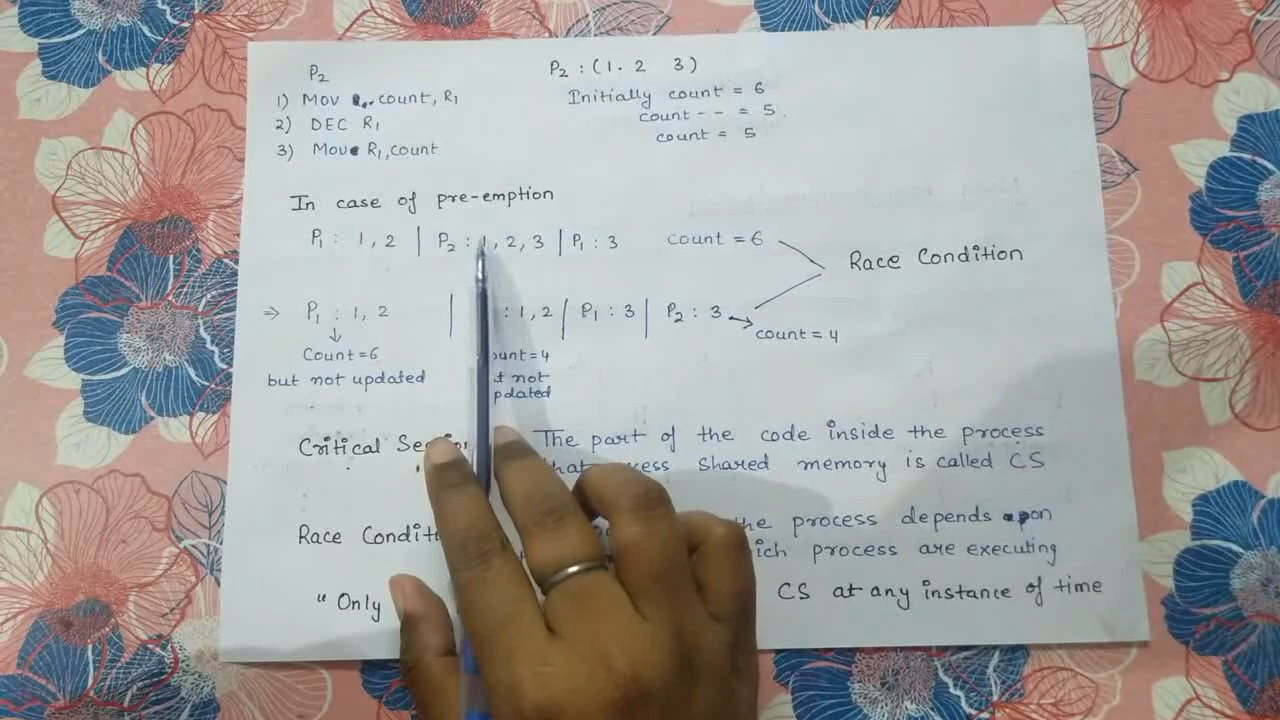 P2
1) MOV count, R1
2) DEC R1
3) Move R1, count
P2 : (1. 2 3)
Initially count = 6
count - - = 5.
count = 5
In case of pre-emption
P1 : 1, 2 | P2 : 1, 2, 3 | P1 : 3 count = 6
Race Condition
⇒ P1 : 1, 2 | : 1, 2 | P1 : 3 | P2 : 3 → count = 4
↓
Count = 6
but not updated
=4
not
Critical The part of the code inside the process
shared memory is called CS
Race process depends upon
process are executing
"Only CS at any instance of time